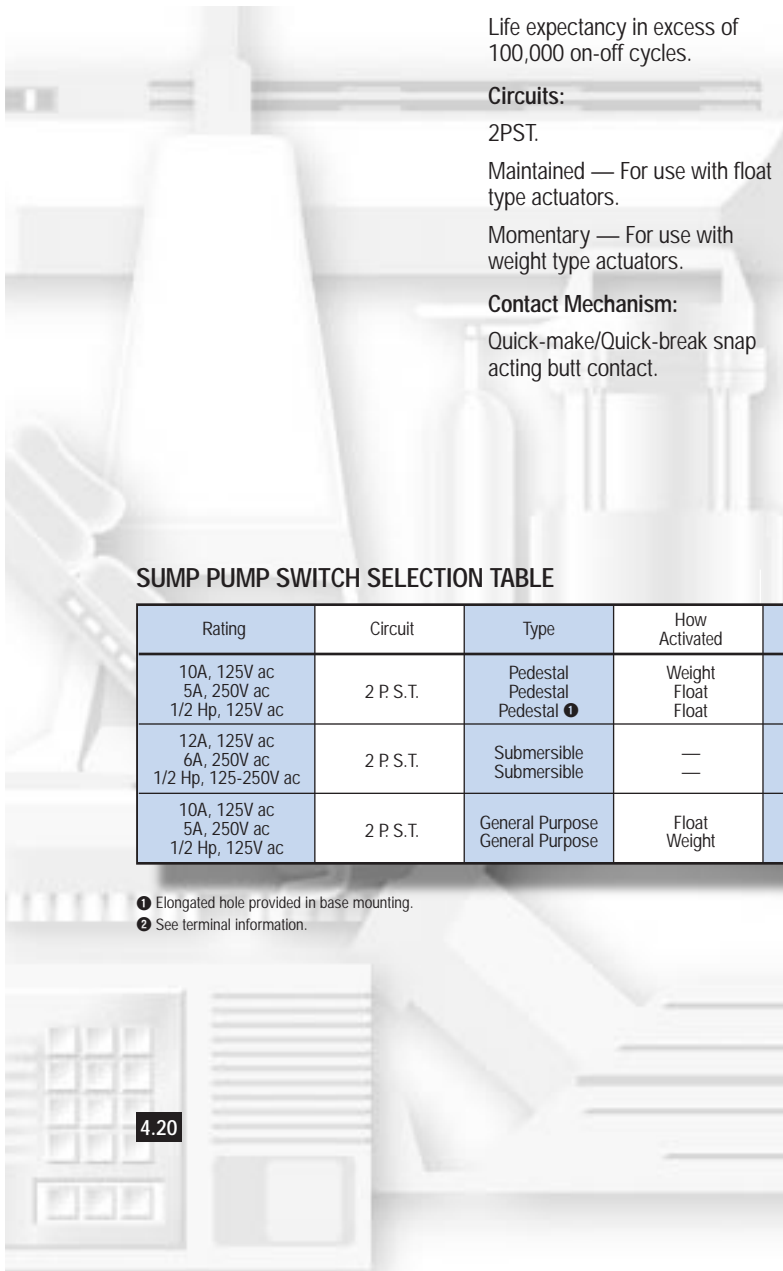 Life expectancy in excess of
100,000 on-off cycles.
Circuits:
2PST.
Maintained — For use with float
type actuators.
Momentary — For use with
weight type actuators.
Contact Mechanism:
Quick-make/Quick-break snap
acting butt contact.
SUMP PUMP SWITCH SELECTION TABLE
Rating Circuit Type How
Activated
10A, 125V ac
5A, 250V ac
1/2 Hp, 125V ac
2 P. S.T.
Pedestal
Pedestal
Pedestal ❶
Weight
Float
Float
12A, 125V ac
6A, 250V ac
1/2 Hp, 125-250V ac
2 P. S.T.
Submersible
Submersible
—
—
10A, 125V ac
5A, 250V ac
1/2 Hp, 125V ac
2 P. S.T.
General Purpose
General Purpose
Float
Weight
❶ Elongated hole provided in base mounting.
❷ See terminal information.
4.20